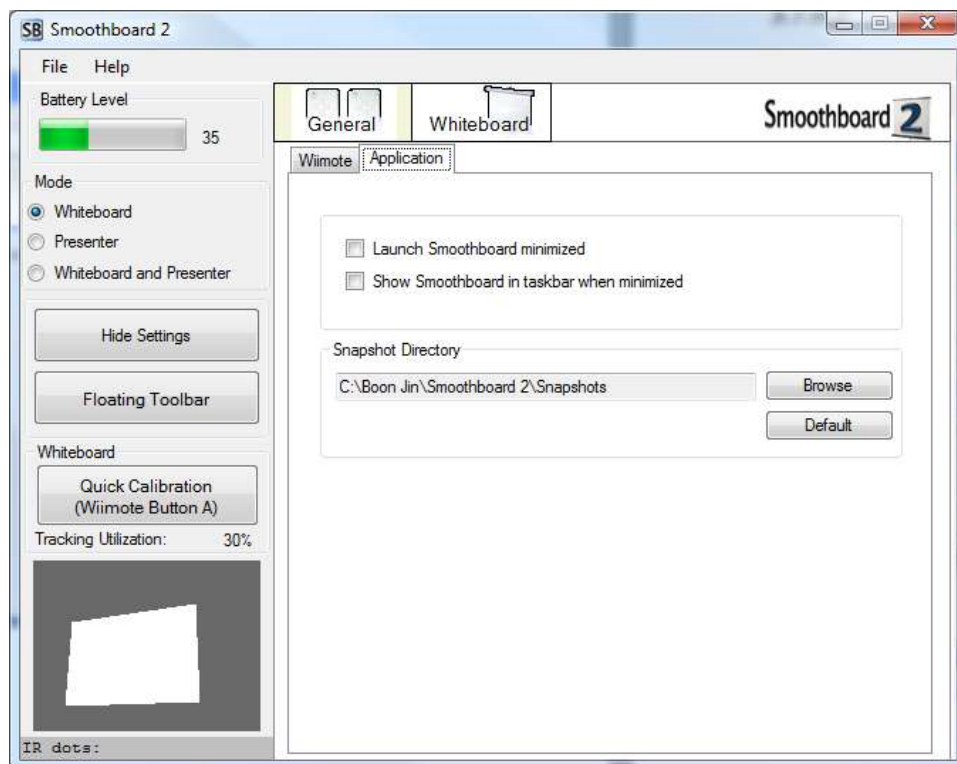 SB Smoothboard 2
File Help
Battery Level
35
Mode
Whiteboard
Presenter
Whiteboard and Presenter
Hide Settings
Floating Toolbar
Whiteboard
Quick Calibration
(Wiimote Button A)
Tracking Utilization: 30%
IR dots:
General Whiteboard
Smoothboard 2
Wiimote Application
Launch Smoothboard minimized
Show Smoothboard in taskbar when minimized
Snapshot Directory
C:\Boon Jin\Smoothboard 2\Snapshots Browse
Default